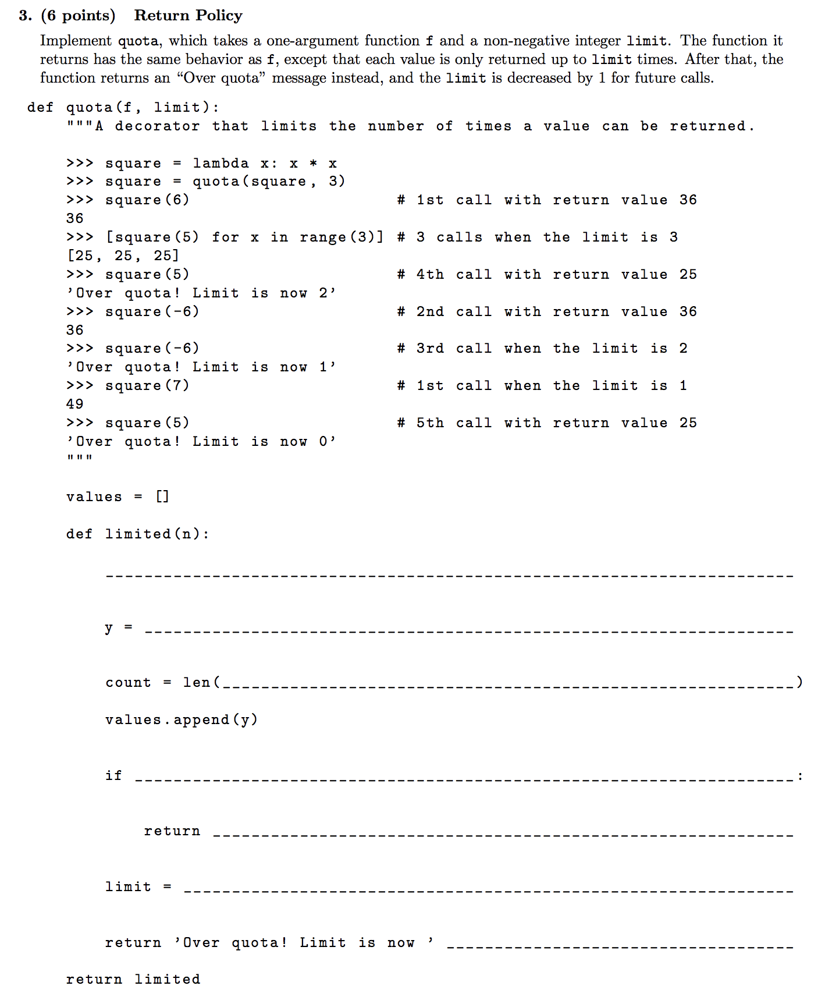 3. (6 points) Return Policy
Implement quota, which takes a one-argument function f and a non-negative integer limit. The function it
returns has the same behavior as f, except that each value is only returned up to limit times. After that, the
function returns an “Over quota” message instead, and the limit is decreased by 1 for future calls.
def quota(f, limit):
    """A decorator that limits the number of times a value can be returned.
    >>> square = lambda x: x * x
    >>> square = quota(square, 3)
    >>> square(6)                     # 1st call with return value 36
    36
    >>> [square(5) for x in range(3)] # 3 calls when the limit is 3
    [25, 25, 25]
    >>> square(5)                     # 4th call with return value 25
    ’Over quota! Limit is now 2’
    >>> square(-6)                    # 2nd call with return value 36
    36
    >>> square(-6)                    # 3rd call when the limit is 2
    ’Over quota! Limit is now 1’
    >>> square(7)                     # 1st call when the limit is 1
    49
    >>> square(5)                     # 5th call with return value 25
    ’Over quota! Limit is now 0’
    """
    values = []
    def limited(n):
        ______________________________________________________________________
        y = __________________________________________________________________
        count = len(__________________________________________________________)
        values.append(y)
        if ___________________________________________________________________:
            return ___________________________________________________________
        limit = ______________________________________________________________
        return ’Over quota! Limit is now ’ ___________________________________
    return limited